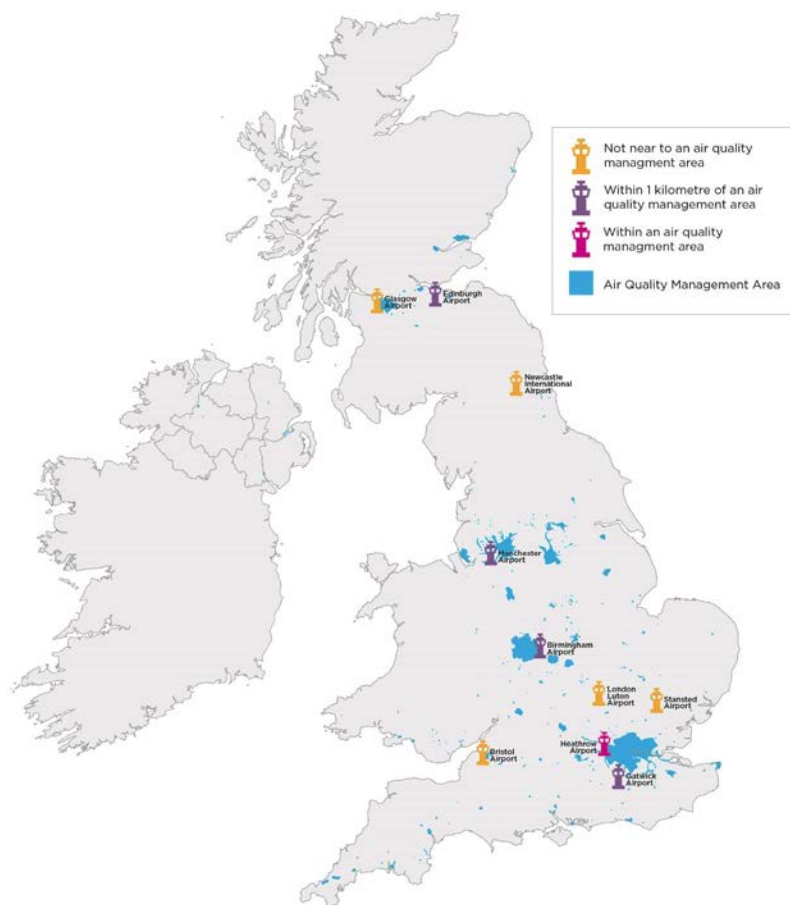 Not near to an air quality
managment area
Within 1 kilometre of an air
quality management area
Within an air quality
managment area
Air Quality Management Area
Glasgow
Airport
Edinburgh
Airport
Newcastle
International
Airport
Manchester
Airport
Birmingham
Airport
London
Luton
Airport
Stansted
Airport
Heathrow
Airport
Bristol
Airport
Gatwick
Airport